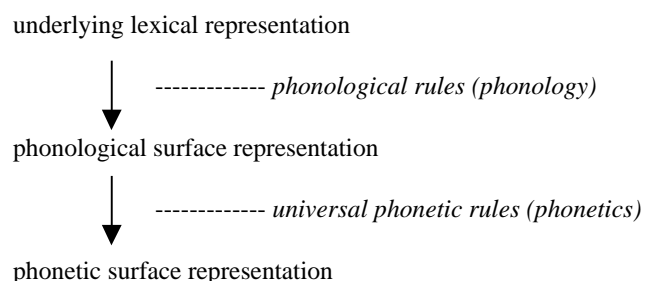 underlying lexical representation
------------- phonological rules (phonology)
phonological surface representation
------------- universal phonetic rules (phonetics)
phonetic surface representation